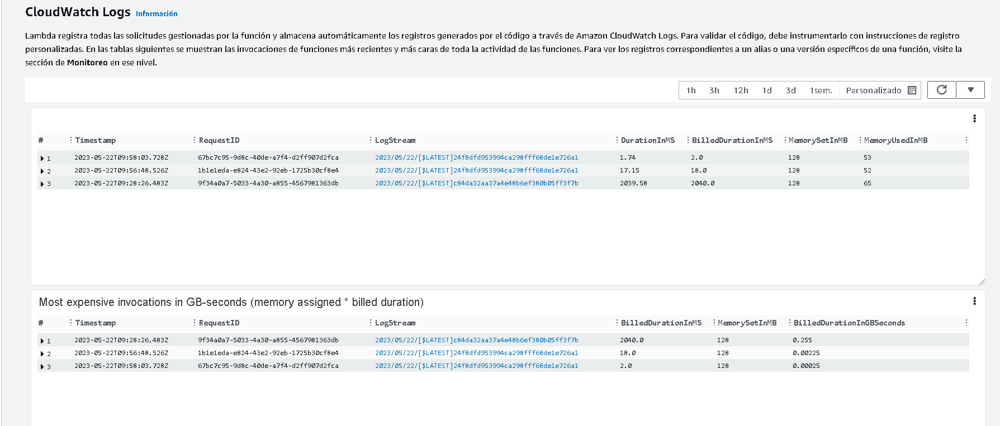 CloudWatch Logs Información
Lambda registra todas las solicitudes gestionadas por la función y almacena automáticamente los registros generados por el código a través de Amazon CloudWatch Logs. Para validar el código, debe instrumentarlo con instrucciones de registro
personalizadas. En las tablas siguientes se muestran las invocaciones de funciones más recientes y más caras de toda la actividad de las funciones. Para ver los registros correspondientes a un alias o una versión específicos de una función, visite la
sección de Monitoreo en ese nivel.
1h 3h 12h 1d 3d 1sem. Personalizado
# Timestamp RequestID LogStream DurationInMS BilledDurationInMS MemorySetInMB MemoryUsedInMB
1 2023-05-22T09:58:03.728Z 67bc7c95-9d8c-40de-a7f4-d2ff907d2fca 2023/05/22/[$LATEST]24f8dfd953994ca298fff68de1e726a1 1.74 2.0 128 53
2 2023-05-22T09:56:48.526Z 1b1e1eda-e824-43e2-92eb-1725b30cf8e4 2023/05/22/[$LATEST]24f8dfd953994ca298fff68de1e726a1 17.15 18.0 128 52
3 2023-05-22T09:28:26.483Z 9f34a0a7-5033-4a30-a855-4567981363db 2023/05/22/[$LATEST]c84da32aa37a4e48b6ef380b05ff3f7b 2039.58 2040.0 128 65
Most expensive invocations in GB-seconds (memory assigned * billed duration)
# Timestamp RequestID LogStream BilledDurationInMS MemorySetInMB BilledDurationInGBSeconds
1 2023-05-22T09:28:26.483Z 9f34a0a7-5033-4a30-a855-4567981363db 2023/05/22/[$LATEST]c84da32aa37a4e48b6ef380b05ff3f7b 2040.0 128 0.255
2 2023-05-22T09:56:48.526Z 1b1e1eda-e824-43e2-92eb-1725b30cf8e4 2023/05/22/[$LATEST]24f8dfd953994ca298fff68de1e726a1 18.0 128 0.00225
3 2023-05-22T09:58:03.728Z 67bc7c95-9d8c-40de-a7f4-d2ff907d2fca 2023/05/22/[$LATEST]24f8dfd953994ca298fff68de1e726a1 2.0 128 0.00025